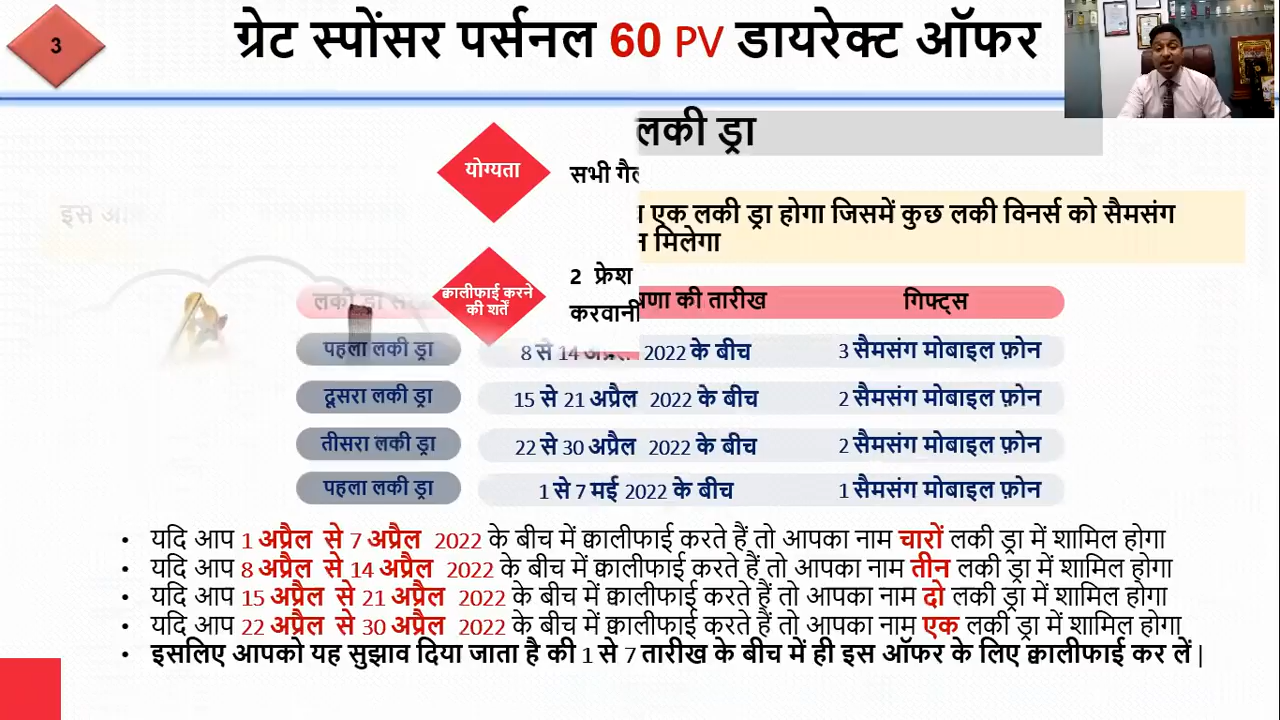 3
ग्रेट स्पोंसर पर्सनल 60 PV डायरेक्ट ऑफर
लकी ड्रा
योग्यता
सभी
इस
एक लकी ड्रा होगा जिसमें कुछ लकी विनर्स को सैमसंग
मिलेगा
क्वालीफाई करने
की शर्तें
2 फ्रेश
करवानी
लकी ड्रा
की तारीख
गिफ्ट्स
पहला लकी ड्रा
8 से 14 अप्रैल 2022 के बीच
3 सैमसंग मोबाइल फ़ोन
दूसरा लकी ड्रा
15 से 21 अप्रैल 2022 के बीच
2 सैमसंग मोबाइल फ़ोन
तीसरा लकी ड्रा
22 से 30 अप्रैल 2022 के बीच
2 सैमसंग मोबाइल फ़ोन
पहला लकी ड्रा
1 से 7 मई 2022 के बीच
1 सैमसंग मोबाइल फ़ोन
• यदि आप 1 अप्रैल से 7 अप्रैल 2022 के बीच में क्वालीफाई करते हैं तो आपका नाम चारों लकी ड्रा में शामिल होगा
• यदि आप 8 अप्रैल से 14 अप्रैल 2022 के बीच में क्वालीफाई करते हैं तो आपका नाम तीन लकी ड्रा में शामिल होगा
• यदि आप 15 अप्रैल से 21 अप्रैल 2022 के बीच में क्वालीफाई करते हैं तो आपका नाम दो लकी ड्रा में शामिल होगा
• यदि आप 22 अप्रैल से 30 अप्रैल 2022 के बीच में क्वालीफाई करते हैं तो आपका नाम एक लकी ड्रा में शामिल होगा
• इसलिए आपको यह सुझाव दिया जाता है की 1 से 7 तारीख के बीच में ही इस ऑफर के लिए क्वालीफाई कर लें |